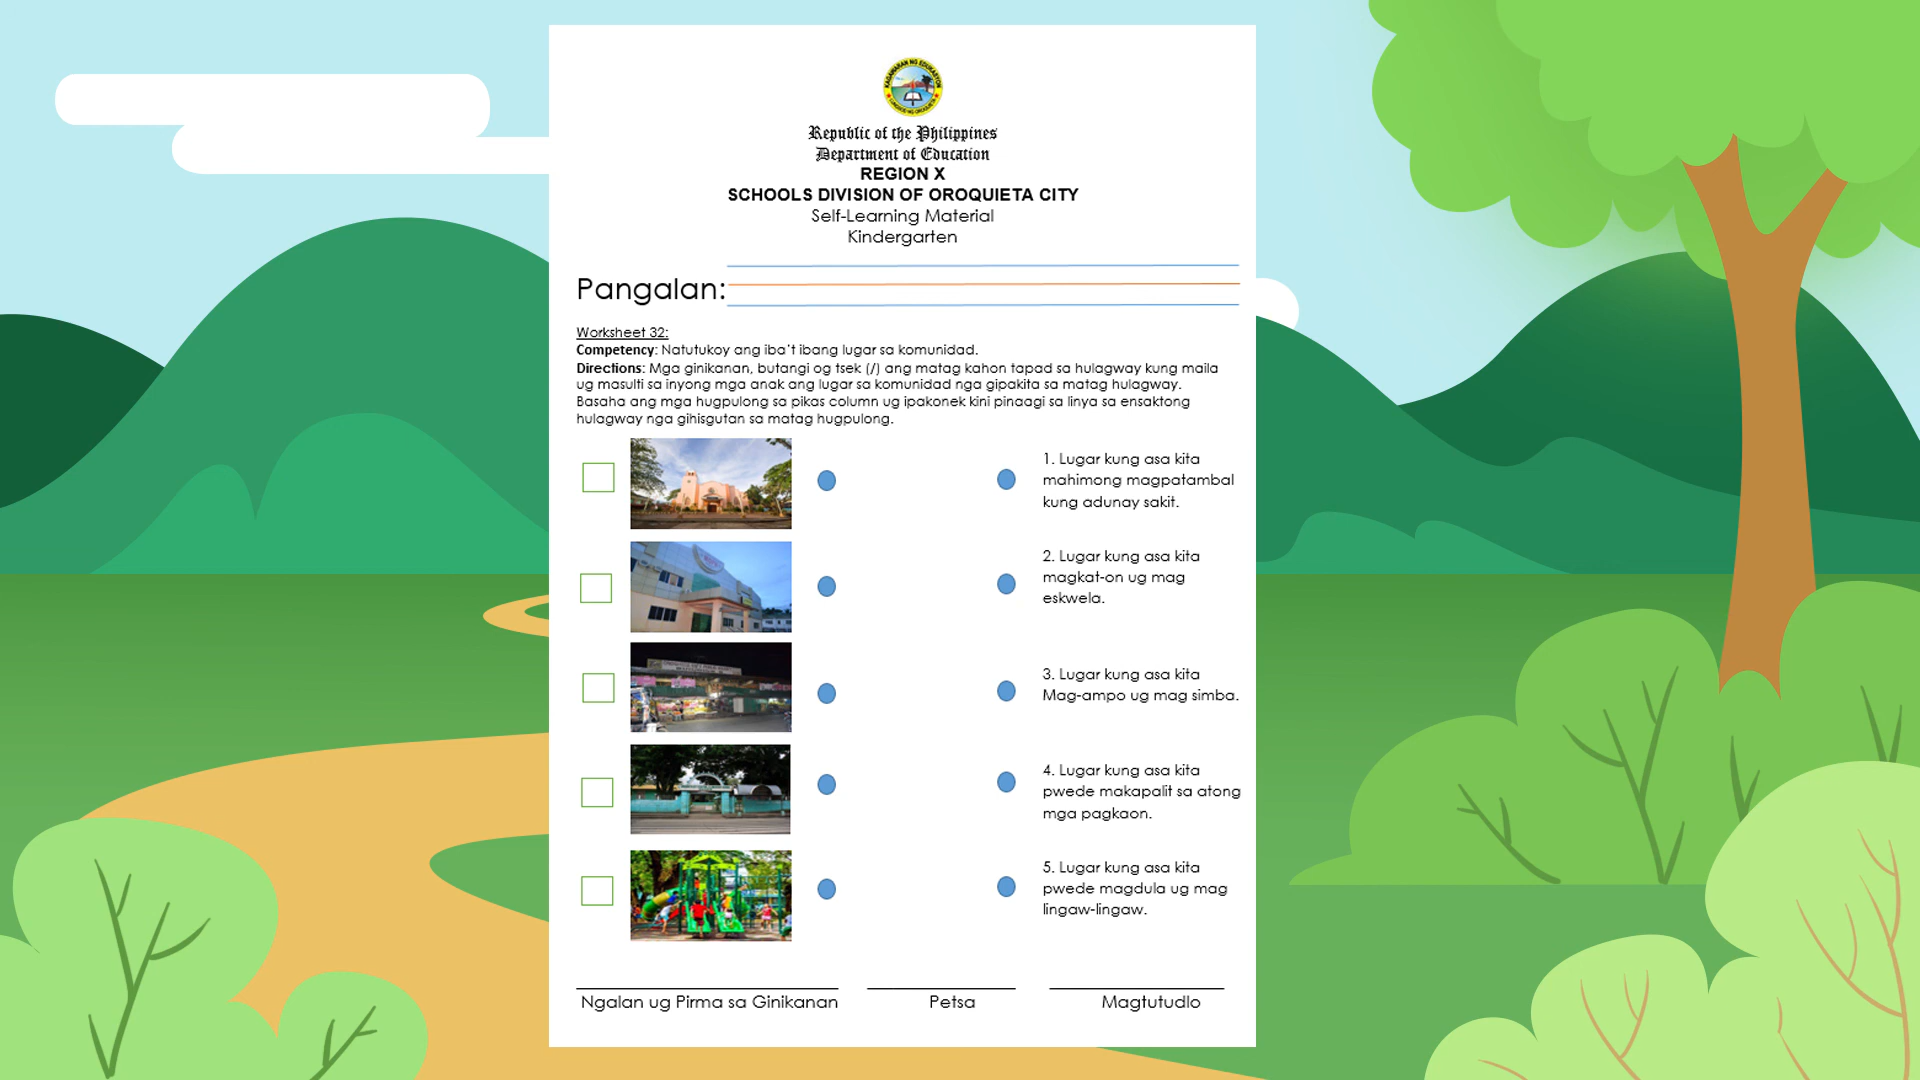 KAGAWARAN NG EDUKASYON
Republic of the Philippines
Department of Education
REGION X
SCHOOLS DIVISION OF OROQUIETA CITY
Self-Learning Material
Kindergarten
Pangalan:
Worksheet 32:
Competency: Natutukoy ang iba't ibang lugar sa komunidad.
Directions: Mga ginikanan, butangi og tsek (/) ang matag kahon tapad sa hulagway kung maila
ug masulti sa inyong mga anak ang lugar sa komunidad nga gipakita sa matag hulagway.
Basaha ang mga hugpulong sa pikas column ug ipakonek kini pinaagi sa linya sa ensaktong
hulagway nga gihisgutan sa matag hugpulong.
1. Lugar kung asa kita
mahimong magpatambal
kung adunay sakit.
2. Lugar kung asa kita
magkat-on ug mag
eskwela.
3. Lugar kung asa kita
Mag-ampo ug mag simba.
4. Lugar kung asa kita
pwede makapalit sa atong
mga pagkaon.
5. Lugar kung asa kita
pwede magdula ug mag
lingaw-lingaw.
Ngalan ug Pirma sa Ginikanan
Petsa
Magtutudlo